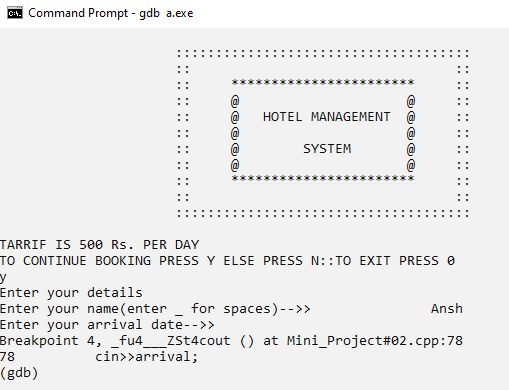 Command Prompt - gdb a.exe
:::::::::::::::::::::::::::::::::::::
:: ::
:: *********************** ::
:: @ @ ::
:: @ HOTEL MANAGEMENT @ ::
:: @ @ ::
:: @ SYSTEM @ ::
:: @ @ ::
:: *********************** ::
:: ::
:::::::::::::::::::::::::::::::::::::
TARRIF IS 500 Rs. PER DAY
TO CONTINUE BOOKING PRESS Y ELSE PRESS N::TO EXIT PRESS 0
y
Enter your details
Enter your name(enter _ for spaces)-->> Ansh
Enter your arrival date-->>
Breakpoint 4, _fu4___ZSt4cout () at Mini_Project#02.cpp:78
78 cin>>arrival;
(gdb)